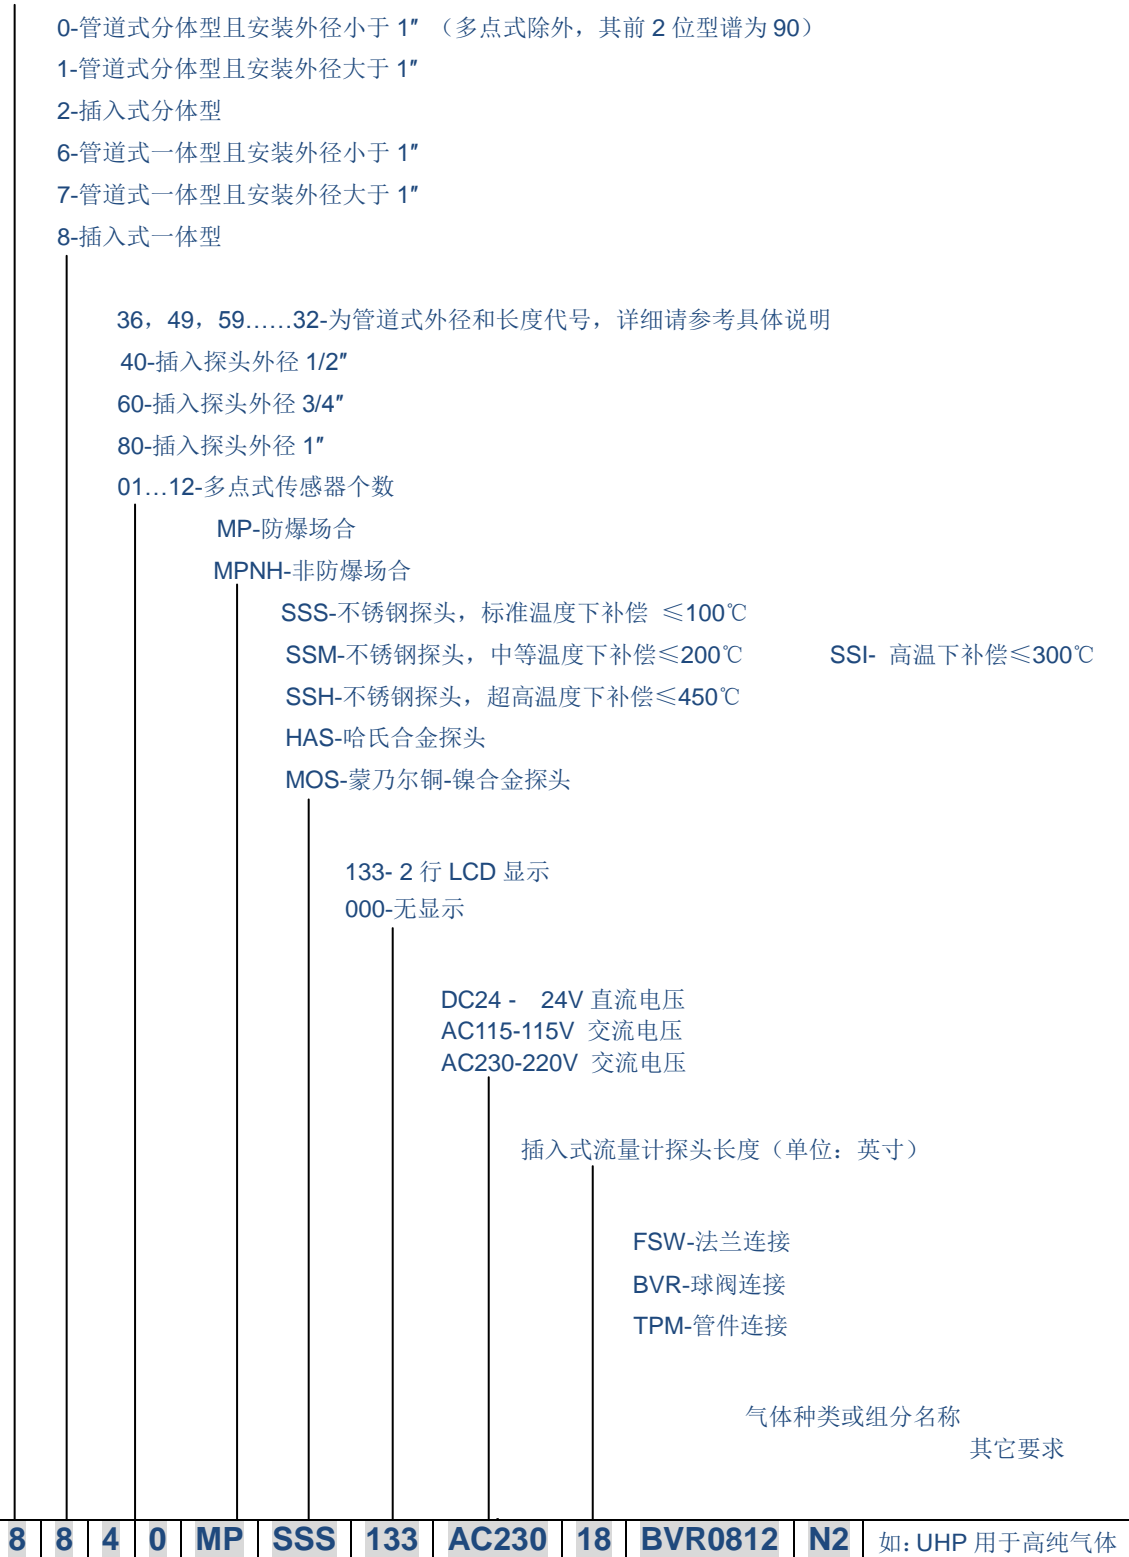 0-管道式分体型且安装外径小于 1″ （多点式除外，其前 2 位型谱为 90）
1-管道式分体型且安装外径大于 1″
2-插入式分体型
6-管道式一体型且安装外径小于 1″
7-管道式一体型且安装外径大于 1″
8-插入式一体型
36，49，59……32-为管道式外径和长度代号，详细请参考具体说明
40-插入探头外径 1/2″
60-插入探头外径 3/4″
80-插入探头外径 1″
01…12-多点式传感器个数
MP-防爆场合
MPNH-非防爆场合
SSS-不锈钢探头，标准温度下补偿 ≤100℃
SSM-不锈钢探头，中等温度下补偿≤200℃ SSI- 高温下补偿≤300℃
SSH-不锈钢探头，超高温度下补偿≤450℃
HAS-哈氏合金探头
MOS-蒙乃尔铜-镍合金探头
133- 2 行 LCD 显示
000-无显示
DC24 - 24V 直流电压
AC115-115V 交流电压
AC230-220V 交流电压
插入式流量计探头长度（单位：英寸）
FSW-法兰连接
BVR-球阀连接
TPM-管件连接
气体种类或组分名称
其它要求
8 8 4 0 MP SSS 133 AC230 18 BVR0812 N2 如：UHP 用于高纯气体